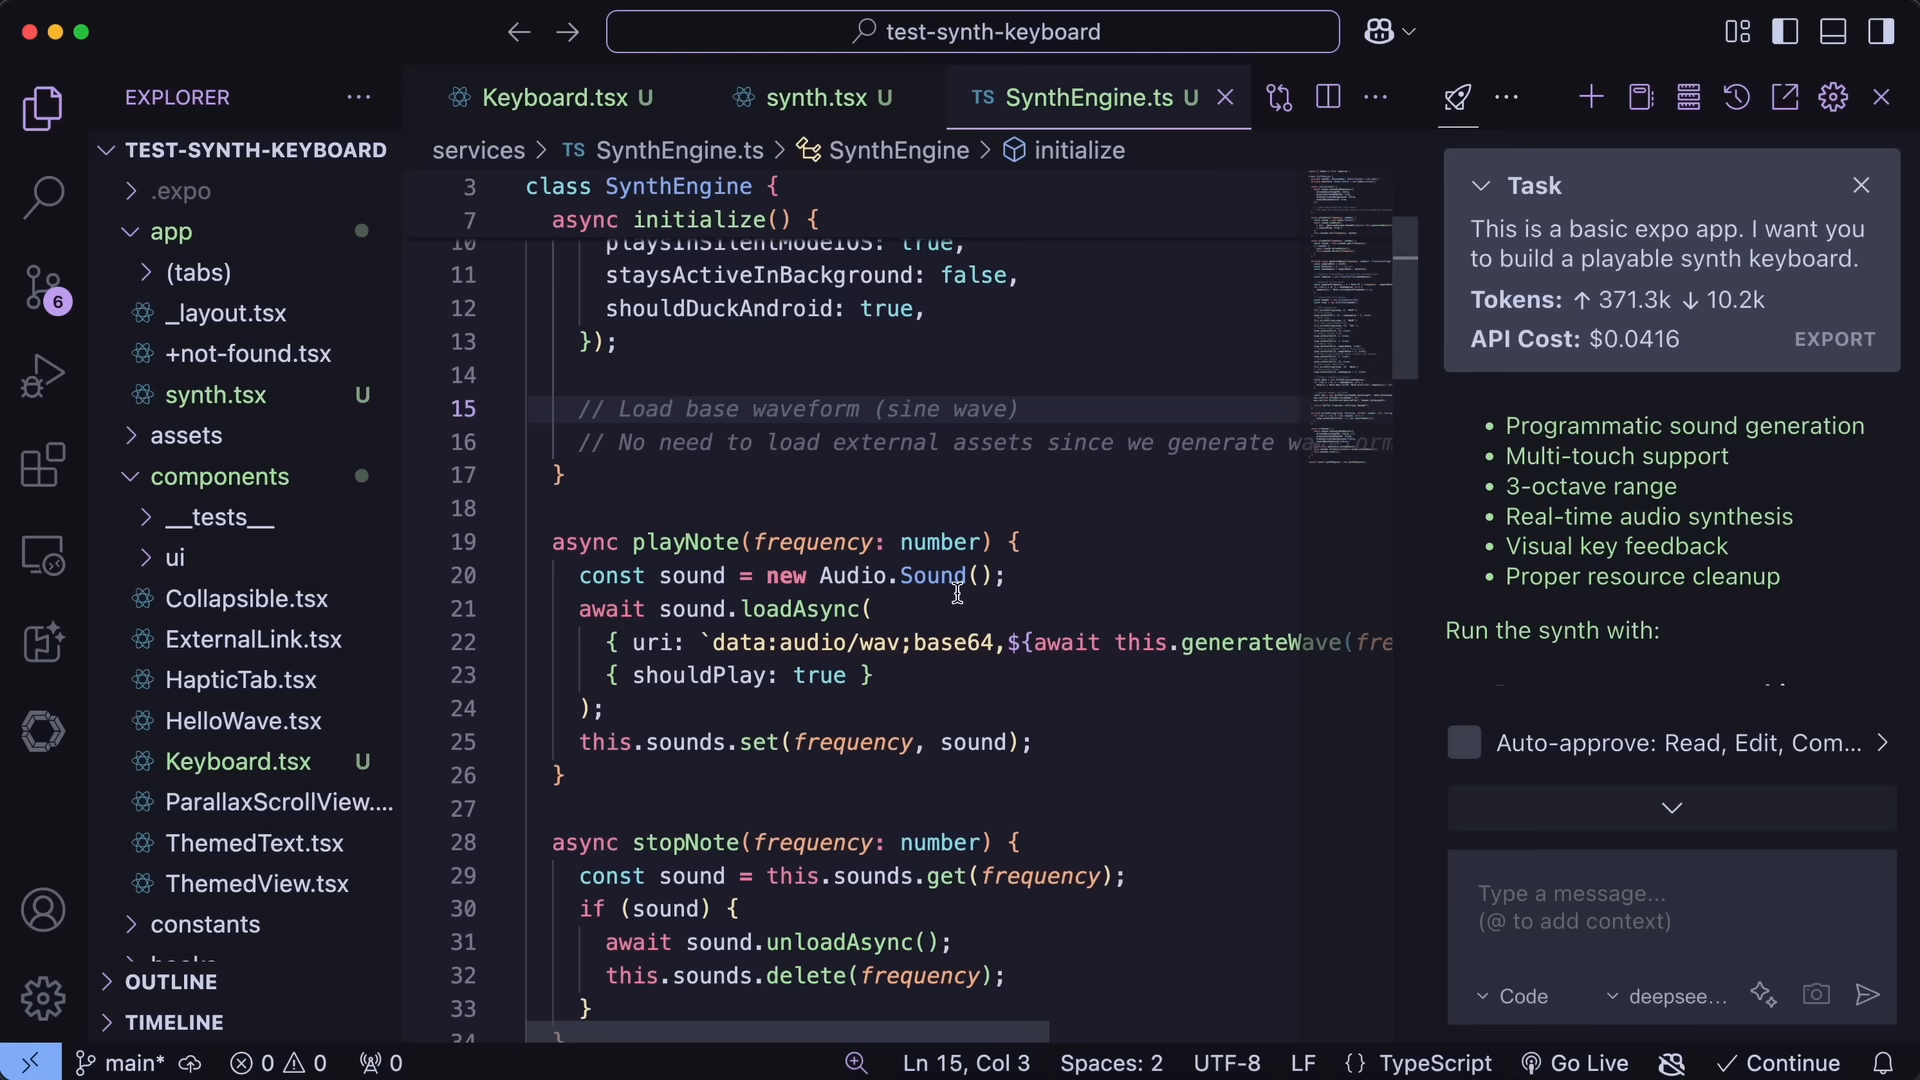 test-synth-keyboard
EXPLORER
TEST-SYNTH-KEYBOARD
.expo
app
(tabs)
_layout.tsx
+not-found.tsx
synth.tsx U
assets
components
__tests__
ui
Collapsible.tsx
ExternalLink.tsx
HapticTab.tsx
HelloWave.tsx
Keyboard.tsx U
ParallaxScrollView....
ThemedText.tsx
ThemedView.tsx
constants
OUTLINE
TIMELINE
6
Keyboard.tsx U
synth.tsx U
TS SynthEngine.ts U
services > TS SynthEngine.ts > SynthEngine > initialize
3 class SynthEngine {
7 async initialize() {
10 playsInSilentModeIOS: true,
11 staysActiveInBackground: false,
12 shouldDuckAndroid: true,
13 });
14
15 // Load base waveform (sine wave)
16 // No need to load external assets since we generate
17 }
18
19 async playNote(frequency: number) {
20 const sound = new Audio.Sound();
21 await sound.loadAsync(
22 { uri: `data:audio/wav;base64,${await this.generateWave(fre
23 { shouldPlay: true }
24 );
25 this.sounds.set(frequency, sound);
26 }
27
28 async stopNote(frequency: number) {
29 const sound = this.sounds.get(frequency);
30 if (sound) {
31 await sound.unloadAsync();
32 this.sounds.delete(frequency);
33 }
34 }
Task
This is a basic expo app. I want you
to build a playable synth keyboard.
Tokens: ↑ 371.3k ↓ 10.2k
API Cost: $0.0416 EXPORT
• Programmatic sound generation
• Multi-touch support
• 3-octave range
• Real-time audio synthesis
• Visual key feedback
• Proper resource cleanup
Run the synth with:
Auto-approve: Read, Edit, Com... >
Type a message...
(@ to add context)
Code deepsee...
main* 0 0 0 Ln 15, Col 3 Spaces: 2 UTF-8 LF {} TypeScript Go Live Continue